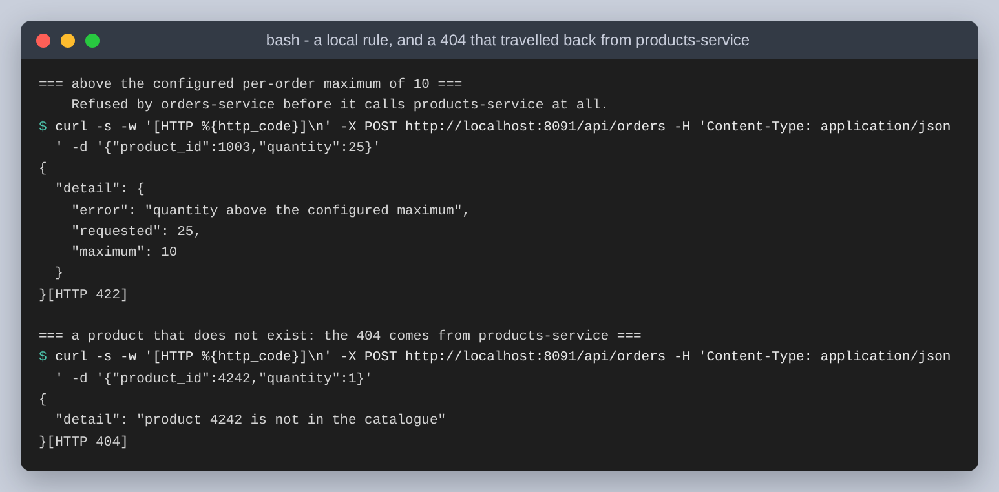 bash - a local rule, and a 404 that travelled back from products-service
=== above the configured per-order maximum of 10 ===
    Refused by orders-service before it calls products-service at all.
$ curl -s -w '[HTTP %{http_code}]\n' -X POST http://localhost:8091/api/orders -H 'Content-Type: application/json
  ' -d '{"product_id":1003,"quantity":25}'
{
  "detail": {
    "error": "quantity above the configured maximum",
    "requested": 25,
    "maximum": 10
  }
}[HTTP 422]
=== a product that does not exist: the 404 comes from products-service ===
$ curl -s -w '[HTTP %{http_code}]\n' -X POST http://localhost:8091/api/orders -H 'Content-Type: application/json
  ' -d '{"product_id":4242,"quantity":1}'
{
  "detail": "product 4242 is not in the catalogue"
}[HTTP 404]